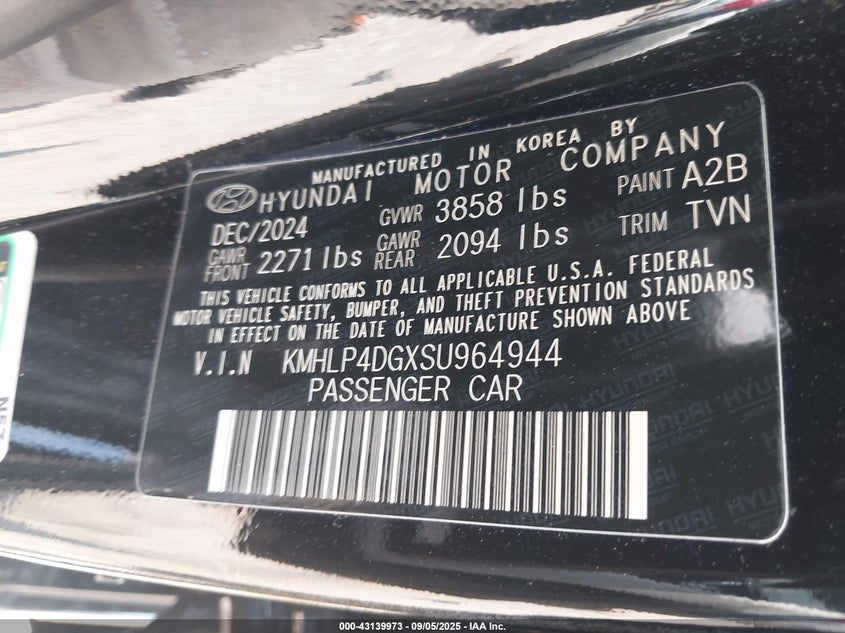 MANUFACTURED IN KOREA BY
HYUNDAI MOTOR COMPANY
DEC/2024 GVWR 3858 lbs PAINT A2B
GAWR FRONT 2271 lbs GAWR REAR 2094 lbs TRIM TVN
THIS VEHICLE CONFORMS TO ALL APPLICABLE U.S.A. FEDERAL
MOTOR VEHICLE SAFETY, BUMPER, AND THEFT PREVENTION STANDARDS
IN EFFECT ON THE DATE OF MANUFACTURE SHOWN ABOVE
V.I.N KMHLP4DGXSU964944
PASSENGER CAR
000-43139973 - 09/05/2025 - IAA Inc.